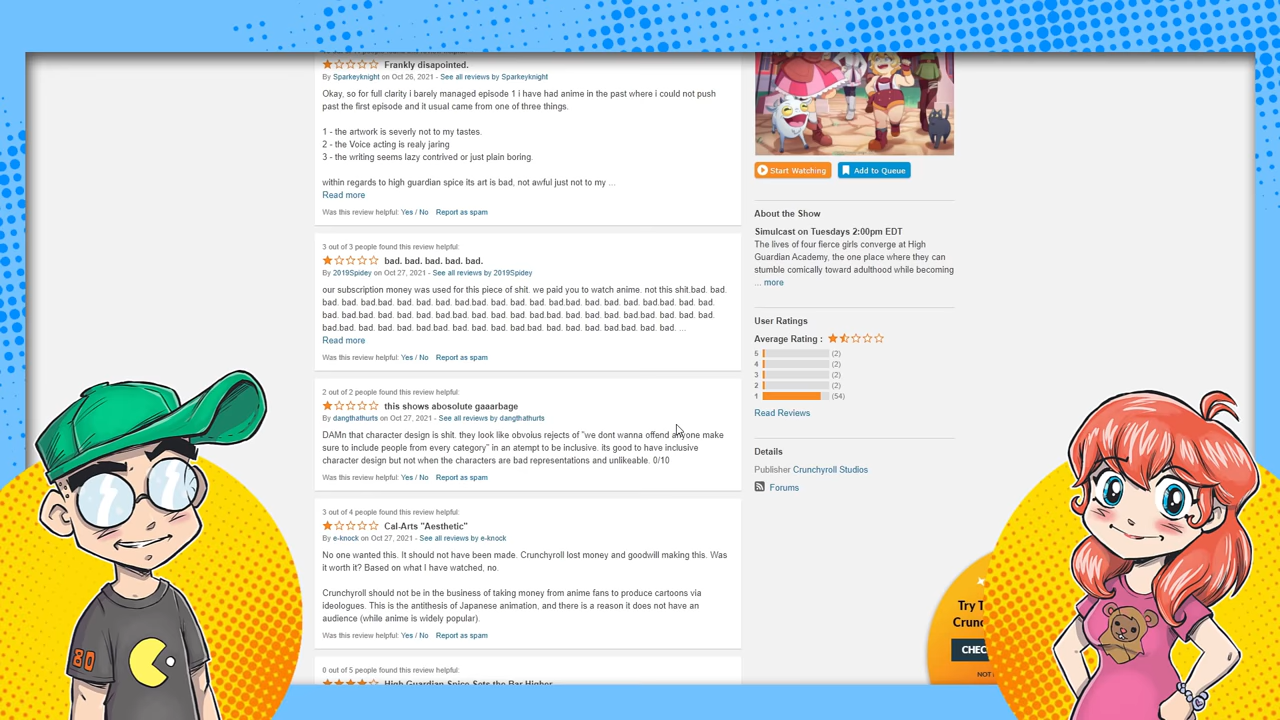 Frankly disapointed.
By Sparkeyknight on Oct 26, 2021 - See all reviews by Sparkeyknight
Okay, so for full clarity i barely managed episode 1 i have had anime in the past where i could not push
past the first episode and it usual came from one of three things.
1 - the artwork is severly not to my tastes.
2 - the Voice acting is realy jaring
3 - the writing seems lazy contrived or just plain boring.
within regards to high guardian spice its art is bad, not awful just not to my ...
Read more
Was this review helpful: Yes / No Report as spam
3 out of 3 people found this review helpful:
bad. bad. bad. bad. bad.
By 2019Spidey on Oct 27, 2021 - See all reviews by 2019Spidey
our subscription money was used for this piece of shit. we paid you to watch anime. not this shit.bad. bad.
bad. bad. bad. bad.bad. bad. bad. bad.bad. bad. bad. bad. bad. bad. bad. bad. bad.bad. bad. bad. bad.
bad. bad. bad. bad.bad. bad. bad. bad. bad. bad. bad. bad. bad.bad. bad. bad. bad.bad. bad. bad. bad.
bad.bad. bad. bad. bad. bad.bad. bad. bad. bad.bad. bad. bad. bad. bad.bad. bad. bad. bad. ...
Read more
Was this review helpful: Yes / No Report as spam
2 out of 2 people found this review helpful:
this shows abosolute gaaarbage
By dangthathurts on Oct 27, 2021 - See all reviews by dangthathurts
DAMn that character design is shit. they look like obvoius rejects of "we dont wanna offend anyone make
sure to include people from every category" in an atempt to be inclusive. its good to have inclusive
character design but not when the characters are bad representations and unlikeable. 0/10
Was this review helpful: Yes / No Report as spam
3 out of 4 people found this review helpful:
Cal-Arts "Aesthetic"
By e-knock on Oct 27, 2021 - See all reviews by e-knock
No one wanted this. It should not have been made. Crunchyroll lost money and goodwill making this. Was
it worth it? Based on what I have watched, no.
Crunchyroll should not be in the business of taking money from anime fans to produce cartoons via
ideologues. This is the antithesis of Japanese animation, and there is a reason it does not have an
audience (while anime is widely popular).
Was this review helpful: Yes / No Report as spam
0 out of 5 people found this review helpful:
High Guardian Spice Sets the Bar Higher
Start Watching Add to Queue
About the Show
Simulcast on Tuesdays 2:00pm EDT
The lives of four fierce girls converge at High
Guardian Academy, the one place where they can
stumble comically toward adulthood while becoming
... more
User Ratings
Average Rating :
5 (2)
4 (2)
3 (2)
2 (2)
1 (54)
Read Reviews
Details
Publisher Crunchyroll Studios
Forums
Try
80